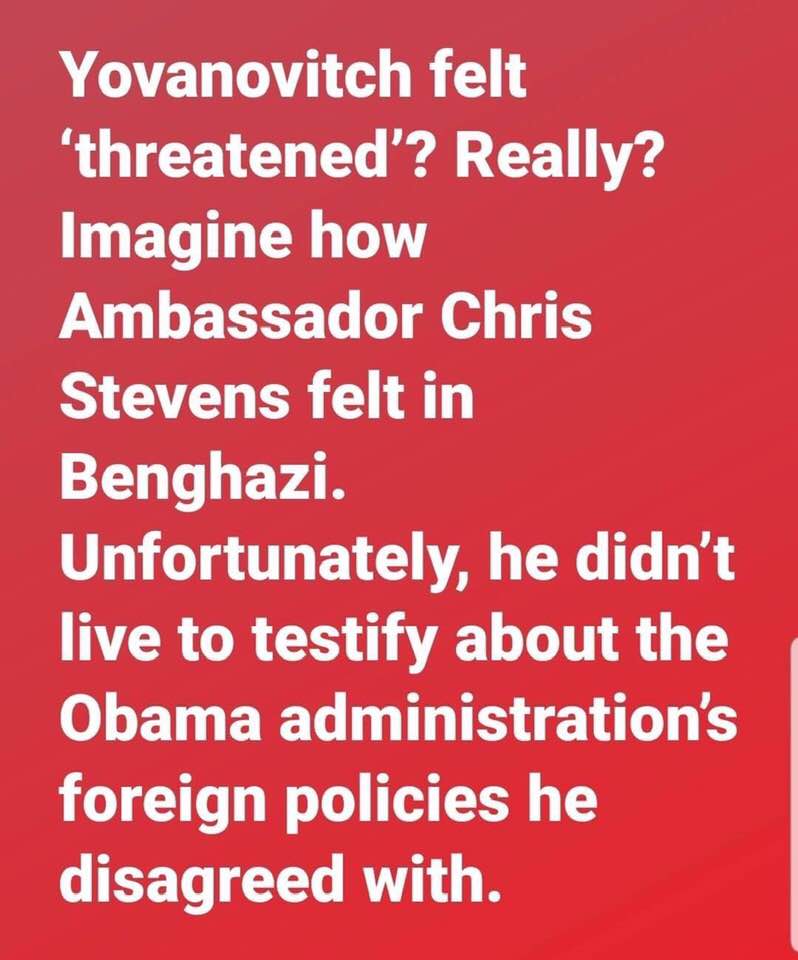 Yovanovitch felt
‘threatened’? Really?
Imagine how
Ambassador Chris
Stevens felt in
Benghazi.
Unfortunately, he didn’t
live to testify about the
Obama administration’s
foreign policies he
disagreed with.